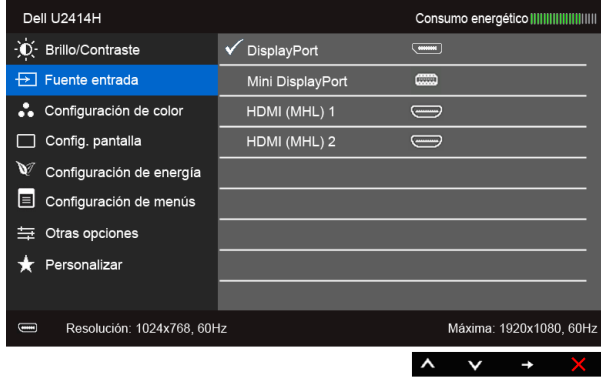 Dell U2414H Consumo energético
Brillo/Contraste DisplayPort
Fuente entrada Mini DisplayPort
Configuración de color HDMI (MHL) 1
Config. pantalla HDMI (MHL) 2
Configuración de energía
Configuración de menús
Otras opciones
Personalizar
Resolución: 1024x768, 60Hz Máxima: 1920x1080, 60Hz